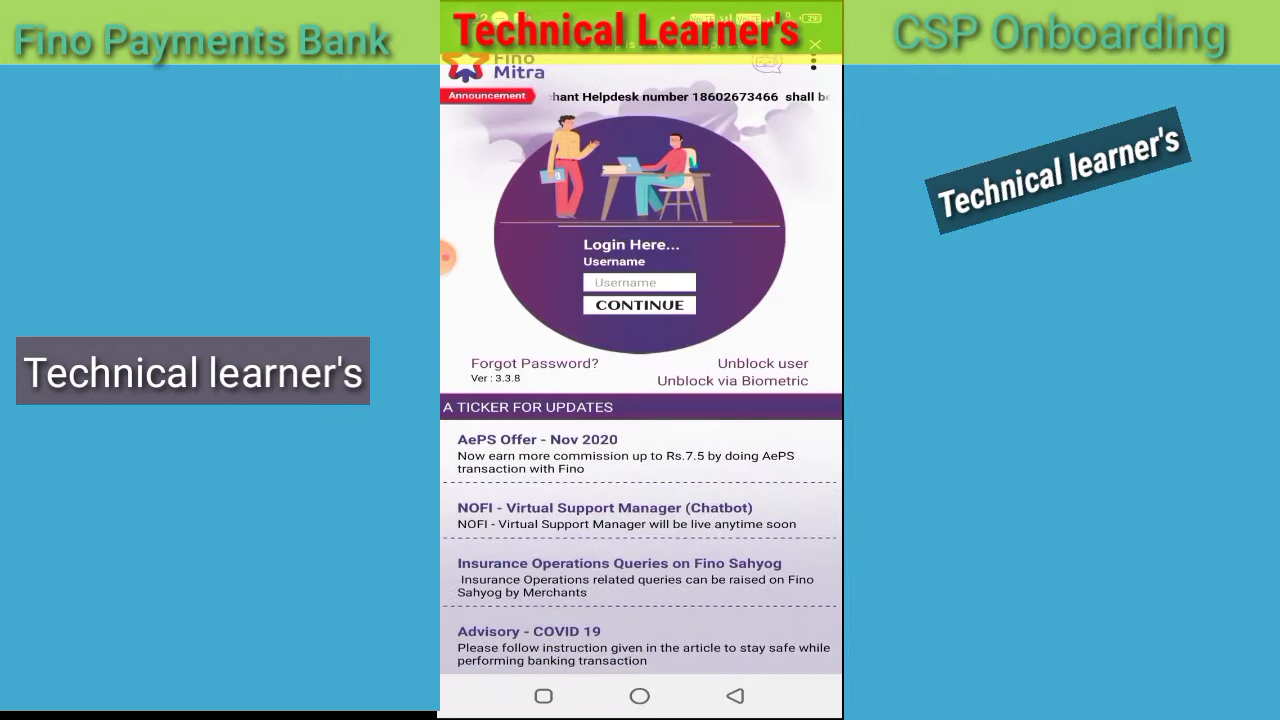 Fino Payments Bank
Technical Learner's
CSP Onboarding
29
Fino
Mitra
Announcement
hant Helpdesk number 18602673466 shall be
Technical learner's
Login Here...
Username
Username
CONTINUE
Technical learner's
Forgot Password?
Unblock user
Ver : 3.3.8
Unblock via Biometric
A TICKER FOR UPDATES
AePS Offer - Nov 2020
Now earn more commission up to Rs.7.5 by doing AePS
transaction with Fino
NOFI - Virtual Support Manager (Chatbot)
NOFI - Virtual Support Manager will be live anytime soon
Insurance Operations Queries on Fino Sahyog
Insurance Operations related queries can be raised on Fino
Sahyog by Merchants
Advisory - COVID 19
Please follow instruction given in the article to stay safe while
performing banking transaction